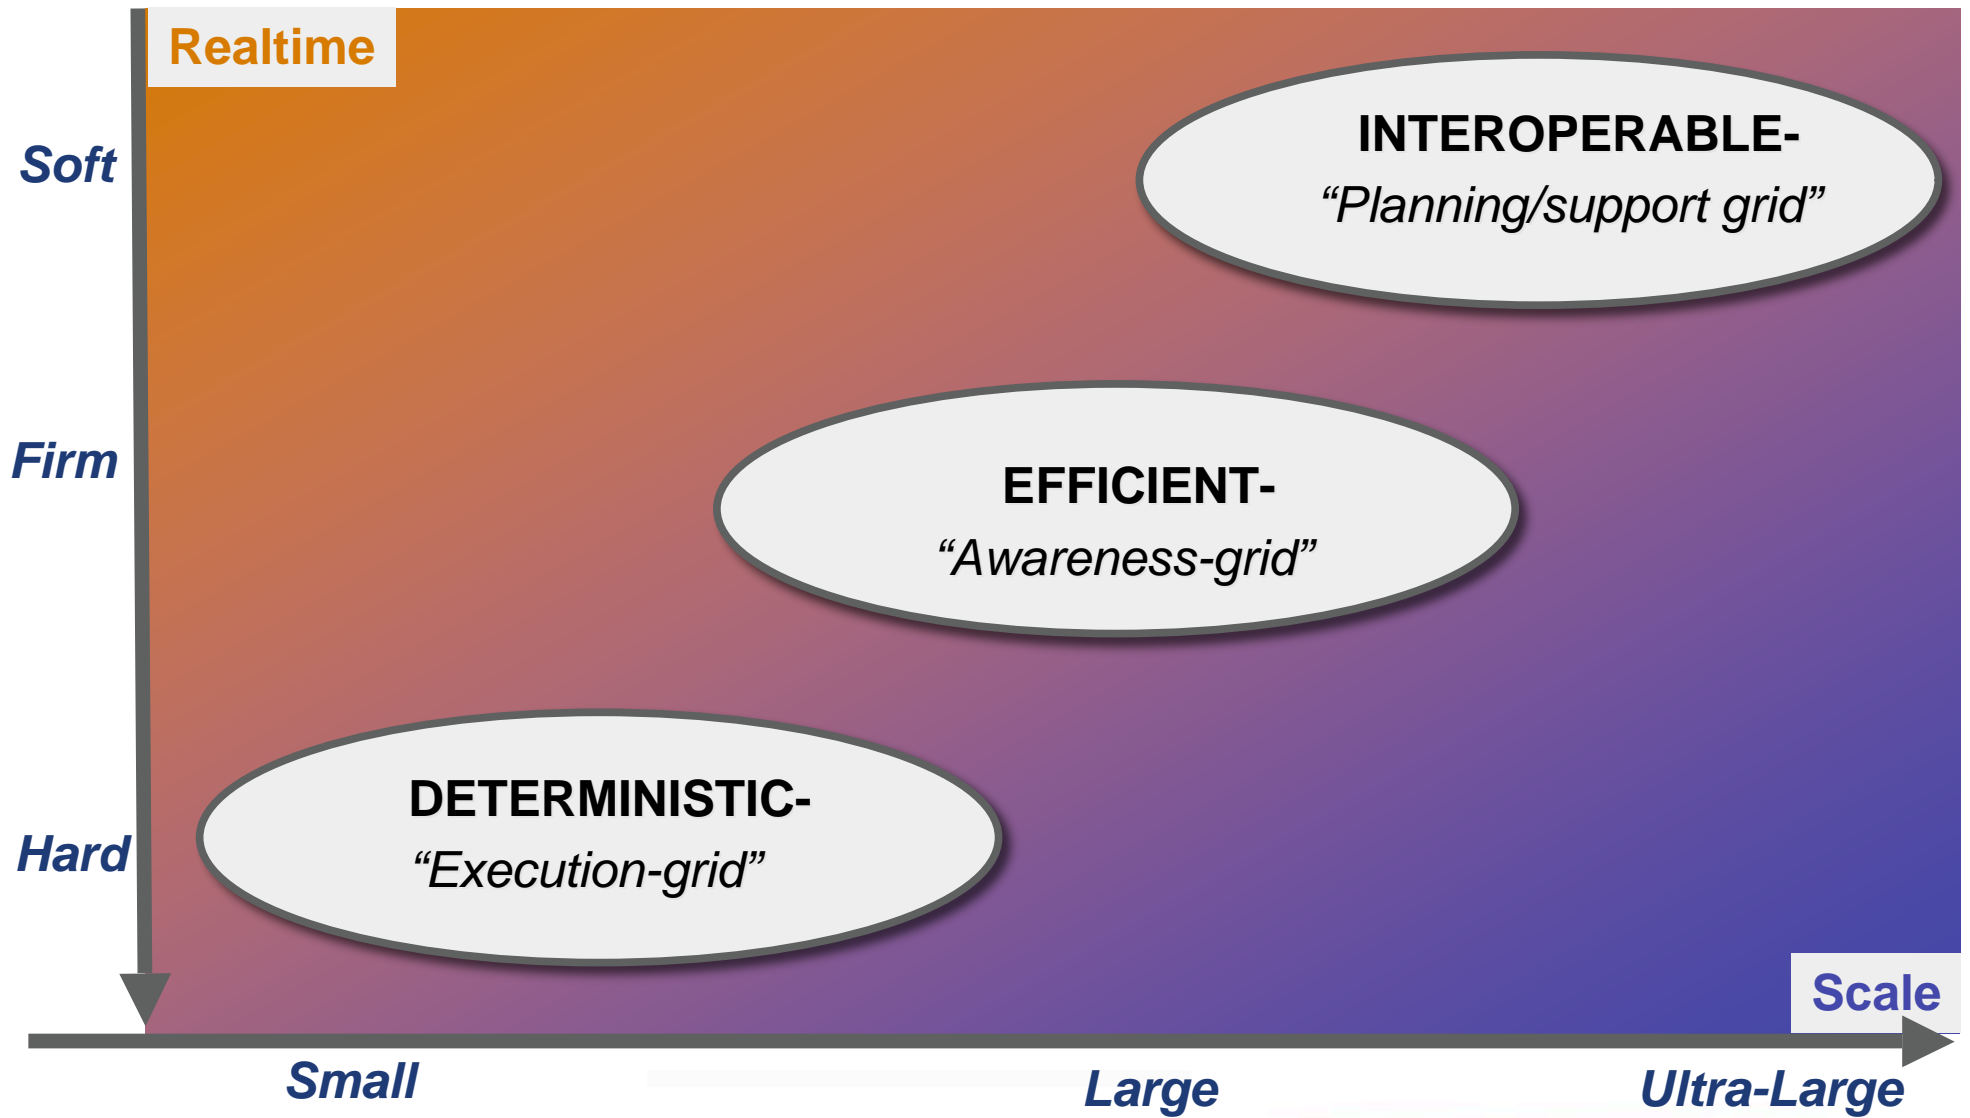 Realtime
Soft
INTEROPERABLE-
“Planning/support grid”
Firm
EFFICIENT-
“Awareness-grid”
DETERMINISTIC-
Hard
“Execution-grid”
Scale
Small
Large
Ultra-Large